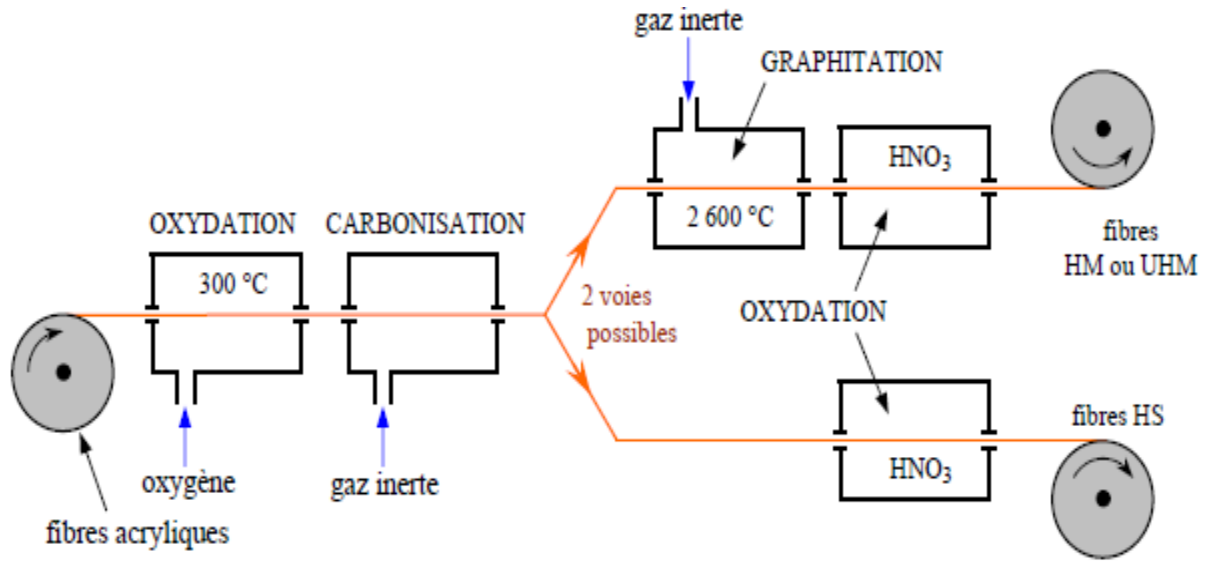 gaz inerte
GRAPHITATION
HNO3
2 600 °C
fibres
HM ou UHM
OXYDATION
CARBONISATION
300 °C
2 voies
possibles
OXYDATION
oxygène
gaz inerte
fibres acryliques
fibres HS
HNO3